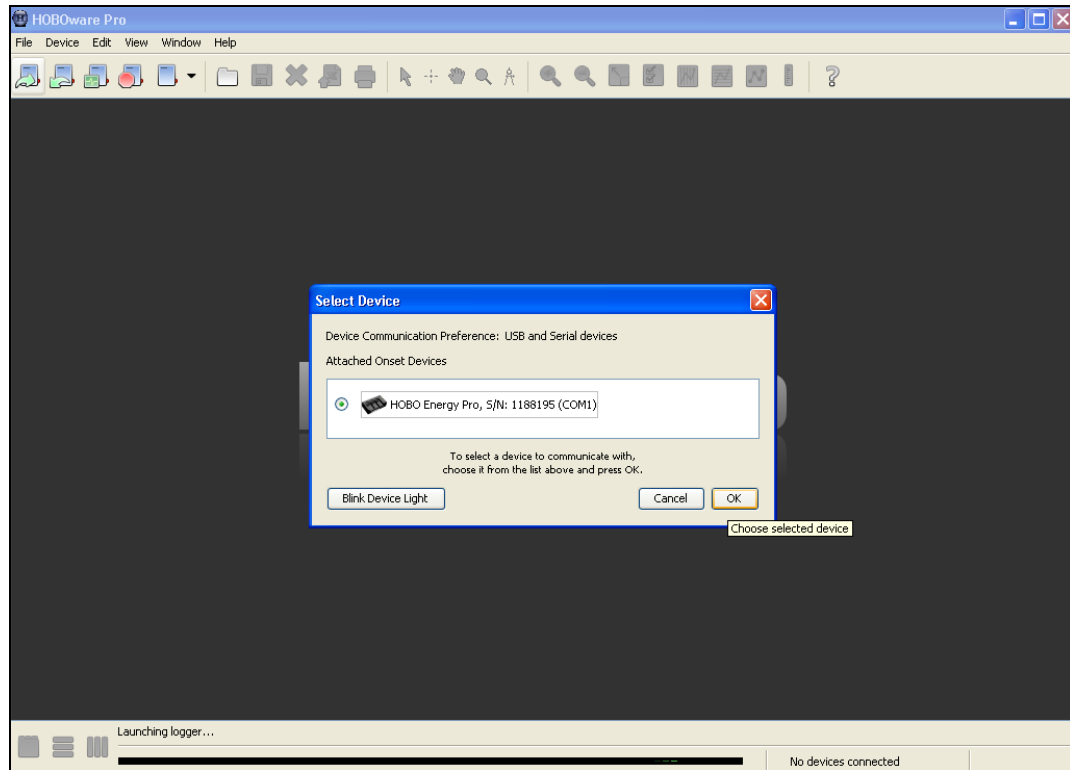 HOBOware Pro
File Device Edit View Window Help
Select Device
Device Communication Preference: USB and Serial devices
Attached Onset Devices
HOBO Energy Pro, S/N: 1188195 (COM1)
To select a device to communicate with,
choose it from the list above and press OK.
Blink Device Light Cancel OK
Choose selected device
Launching logger...
No devices connected